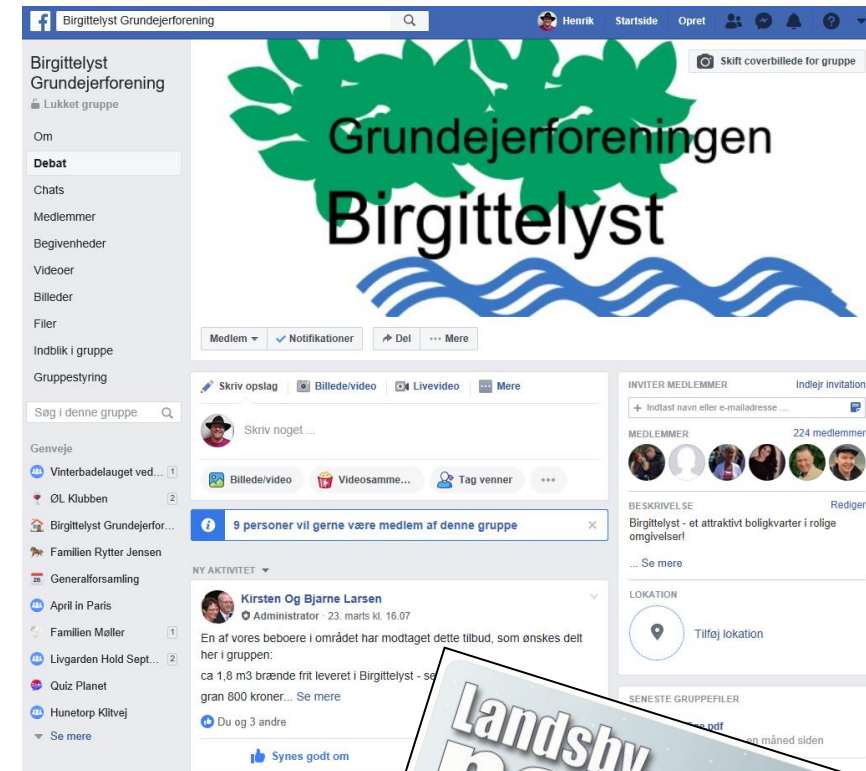 Birgittelyst Grundejerforening
Henrik
Startside
Opret
Birgittelyst
Grundejerforening
Lukket gruppe
Om
Debat
Chats
Medlemmer
Begivenheder
Videoer
Billeder
Filer
Indblik i gruppe
Gruppestyring
Søg i denne gruppe
Genveje
Vinterbadelauget ved... 1
ØL Klubben 2
Birgittelyst Grundejerfor...
Familien Rytter Jensen
Generalforsamling
April in Paris
Familien Møller 1
Livgarden Hold Sept... 2
Quiz Planet
Hunetorp Klitvej
Se mere
Skift coverbillede for gruppe
Grundejerforeningen
Birgittelyst
Medlem
Notifikationer
Del
Mere
Skriv opslag
Billede/video
Livevideo
Mere
Skriv noget ...
Billede/video
Videosamme...
Tag venner
9 personer vil gerne være medlem af denne gruppe
NY AKTIVITET
Kirsten Og Bjarne Larsen
Administrator · 23. marts kl. 16.07
En af vores beboere i området har modtaget dette tilbud, som ønskes delt
her i gruppen:
ca 1,8 m3 brænde frit leveret i Birgittelyst -
gran 800 kroner... Se mere
Du og 3 andre
Synes godt om
INVITER MEDLEMMER
Indlejr invitation
+ Indtast navn eller e-mailadresse ...
MEDLEMMER
224 medlemmer
BESKRIVELSE
Rediger
Birgittelyst - et attraktivt boligkvarter i rolige
omgivelser!
... Se mere
LOKATION
Tilføj lokation
SENESTE GRUPPEFILER
.pdf
en måned siden
Landsby